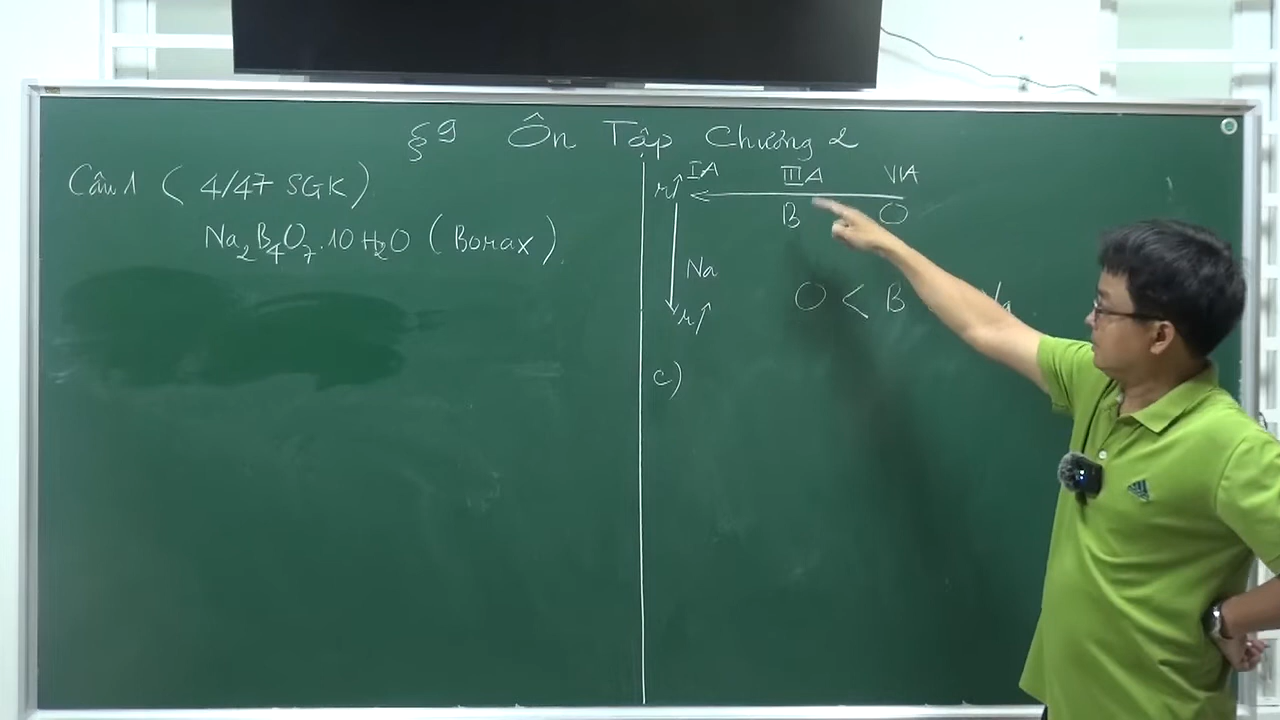 §9 Ôn Tập Chương 2
Câu 1 ( 4/47 SGK )
Na₂B₄O₇.10H₂O ( Borax ).
IA IIIA VIA
r↑
B O
Na
r↑
O < B
c)